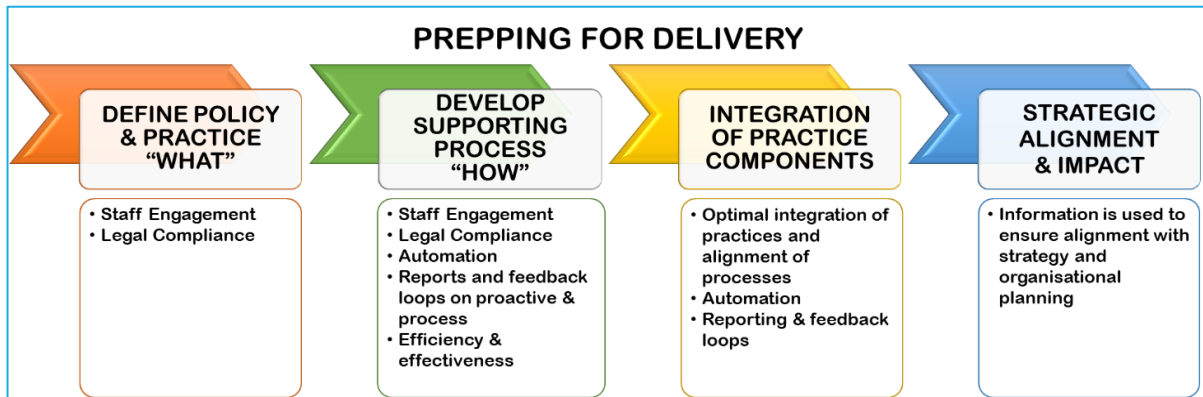 PREPPING FOR DELIVERY
DEFINE POLICY
& PRACTICE
“WHAT”
• Staff Engagement
• Legal Compliance
DEVELOP
SUPPORTING
PROCESS
“HOW”
• Staff Engagement
• Legal Compliance
• Automation
• Reports and feedback
loops on proactive &
process
• Efficiency &
effectiveness
INTEGRATION
OF PRACTICE
COMPONENTS
• Optimal integration of
practices and
alignment of
processes
• Automation
• Reporting & feedback
loops
STRATEGIC
ALIGNMENT
& IMPACT
• Information is used to
ensure alignment with
strategy and
organisational
planning